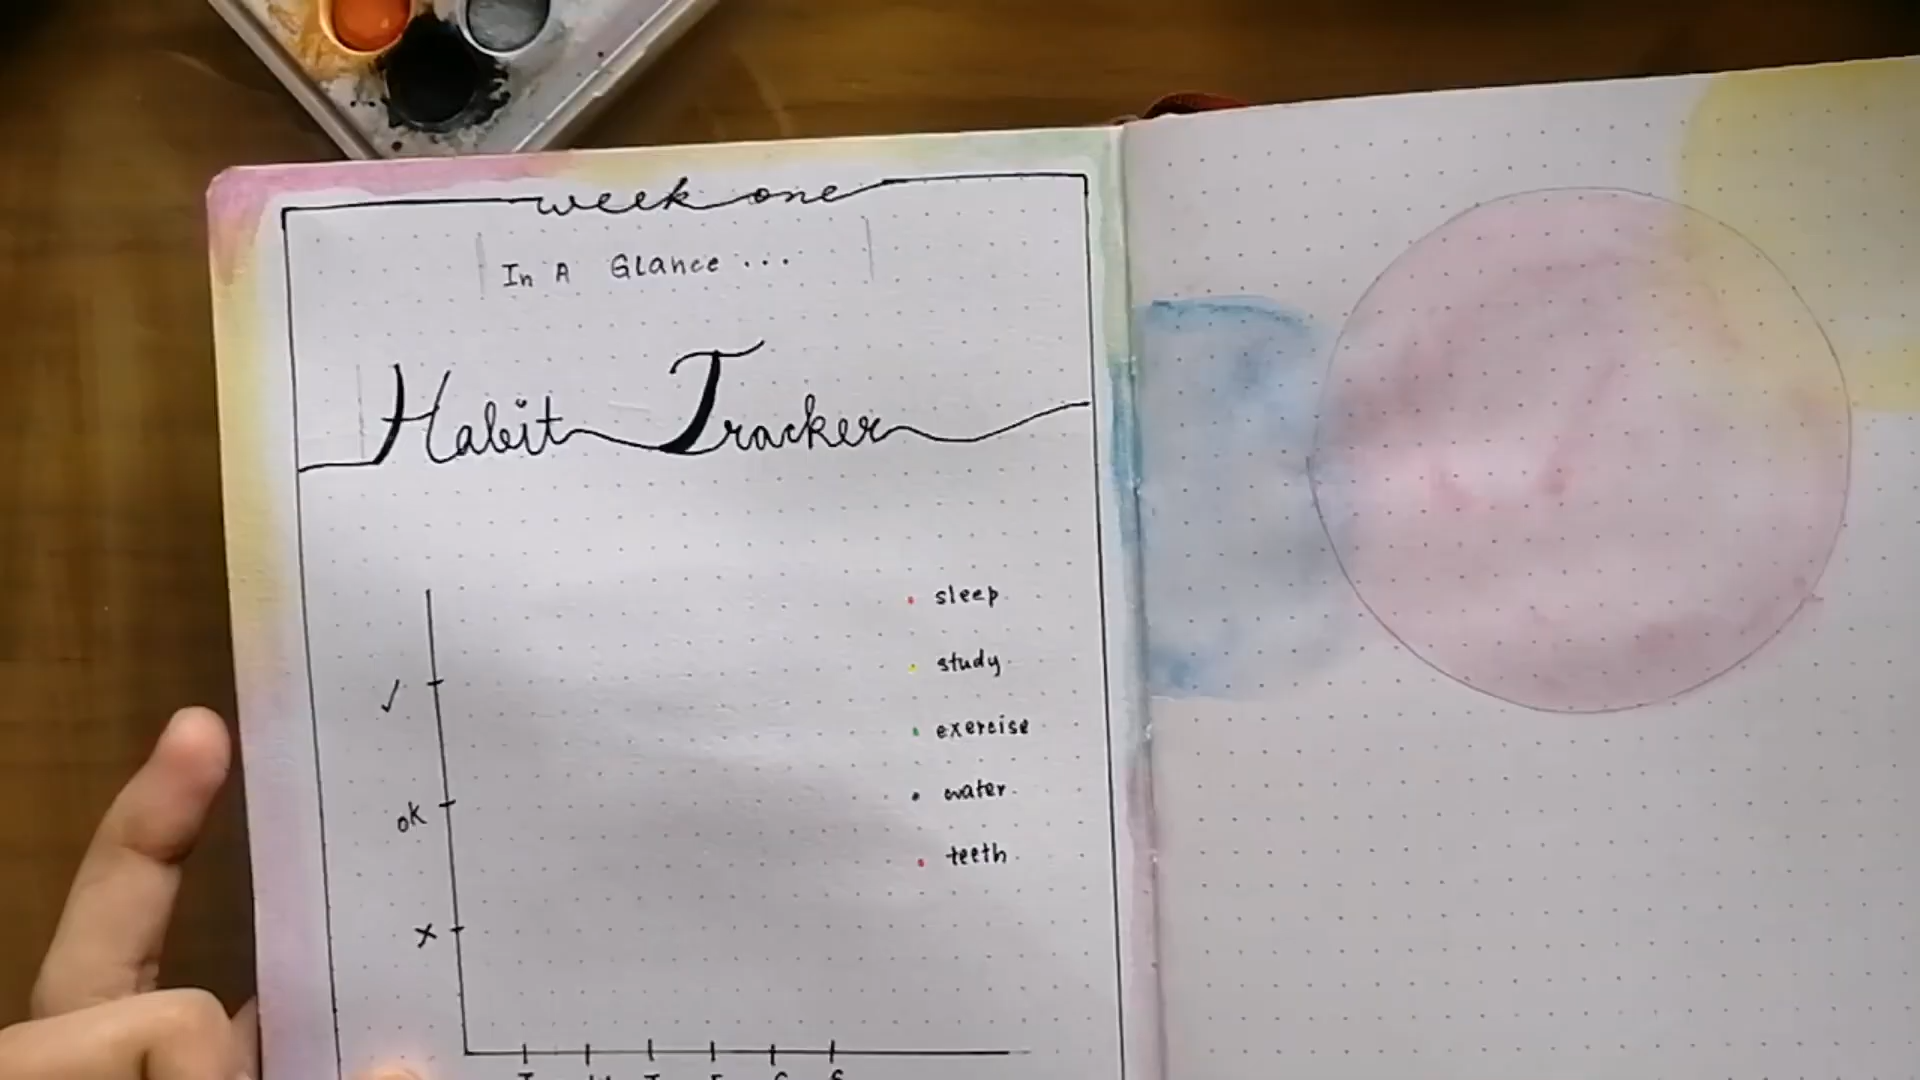 week one
In A Glance...
Habit Tracker
sleep
study
✓
exercise
ok
water
teeth
x